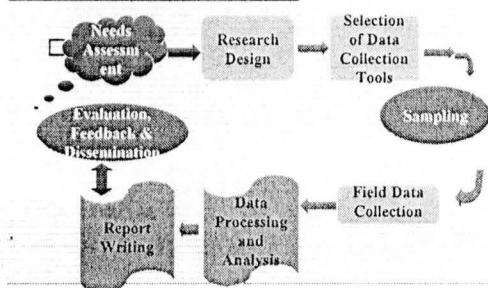 Needs
Assessm
ent
Research
Design
Selection
of Data
Collection
Tools
Sampling
Field Data
Collection
Data
Processing
and
Analysis
Report
Writing
Evaluation,
Feedback &
Dissemination